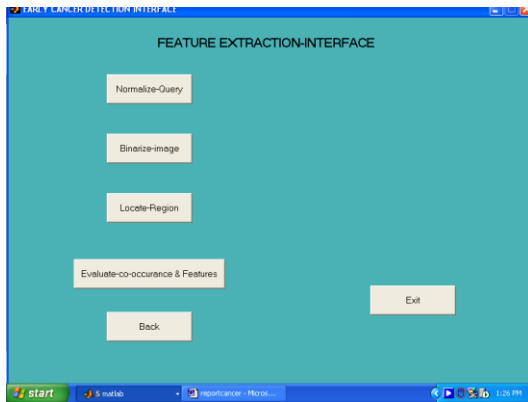 EARLY CANCER DETECTION INTERFACE
FEATURE EXTRACTION-INTERFACE
Normalize-Query
Binarize-image
Locate-Region
Evaluate-co-occurance & Features
Exit
Back
start
5 matlab
reportcancer - Micros...
1:26 PM